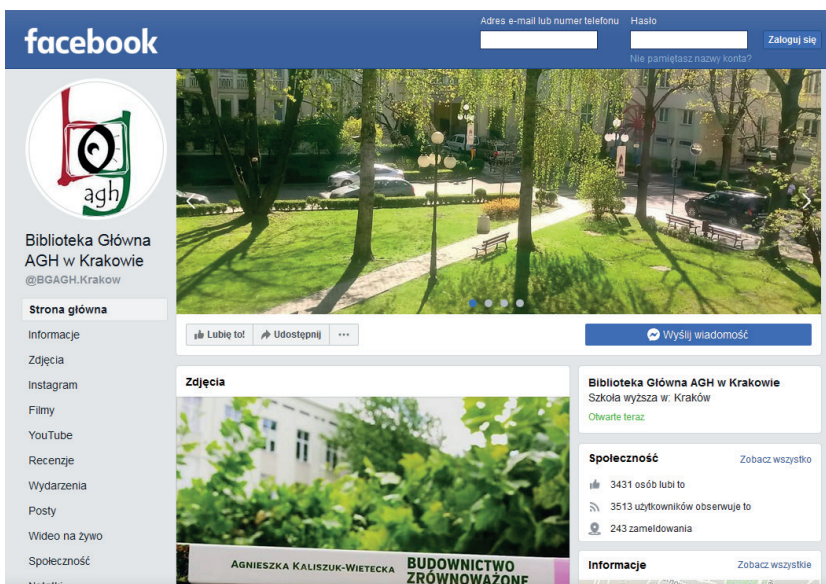 facebook
Adres e-mail lub numer telefonu
Hasło
Zaloguj się
Nie pamiętasz nazwy konta?
bg
agh
Biblioteka Główna
AGH w Krakowie
@BGAGH.Krakow
Strona główna
Informacje
Zdjęcia
Instagram
Filmy
YouTube
Recenzje
Wydarzenia
Posty
Wideo na żywo
Społeczność
Notatki
Lubię to!
Udostępnij
Wyślij wiadomość
Zdjęcia
AGNIESZKA KALISZUK-WIETECKA
BUDOWNICTWO
ZRÓWNOWAŻONE
Biblioteka Główna AGH w Krakowie
Szkoła wyższa w: Kraków
Otwarte teraz
Społeczność
Zobacz wszystko
3431 osób lubi to
3513 użytkowników obserwuje to
243 zameldowania
Informacje
Zobacz wszystkie